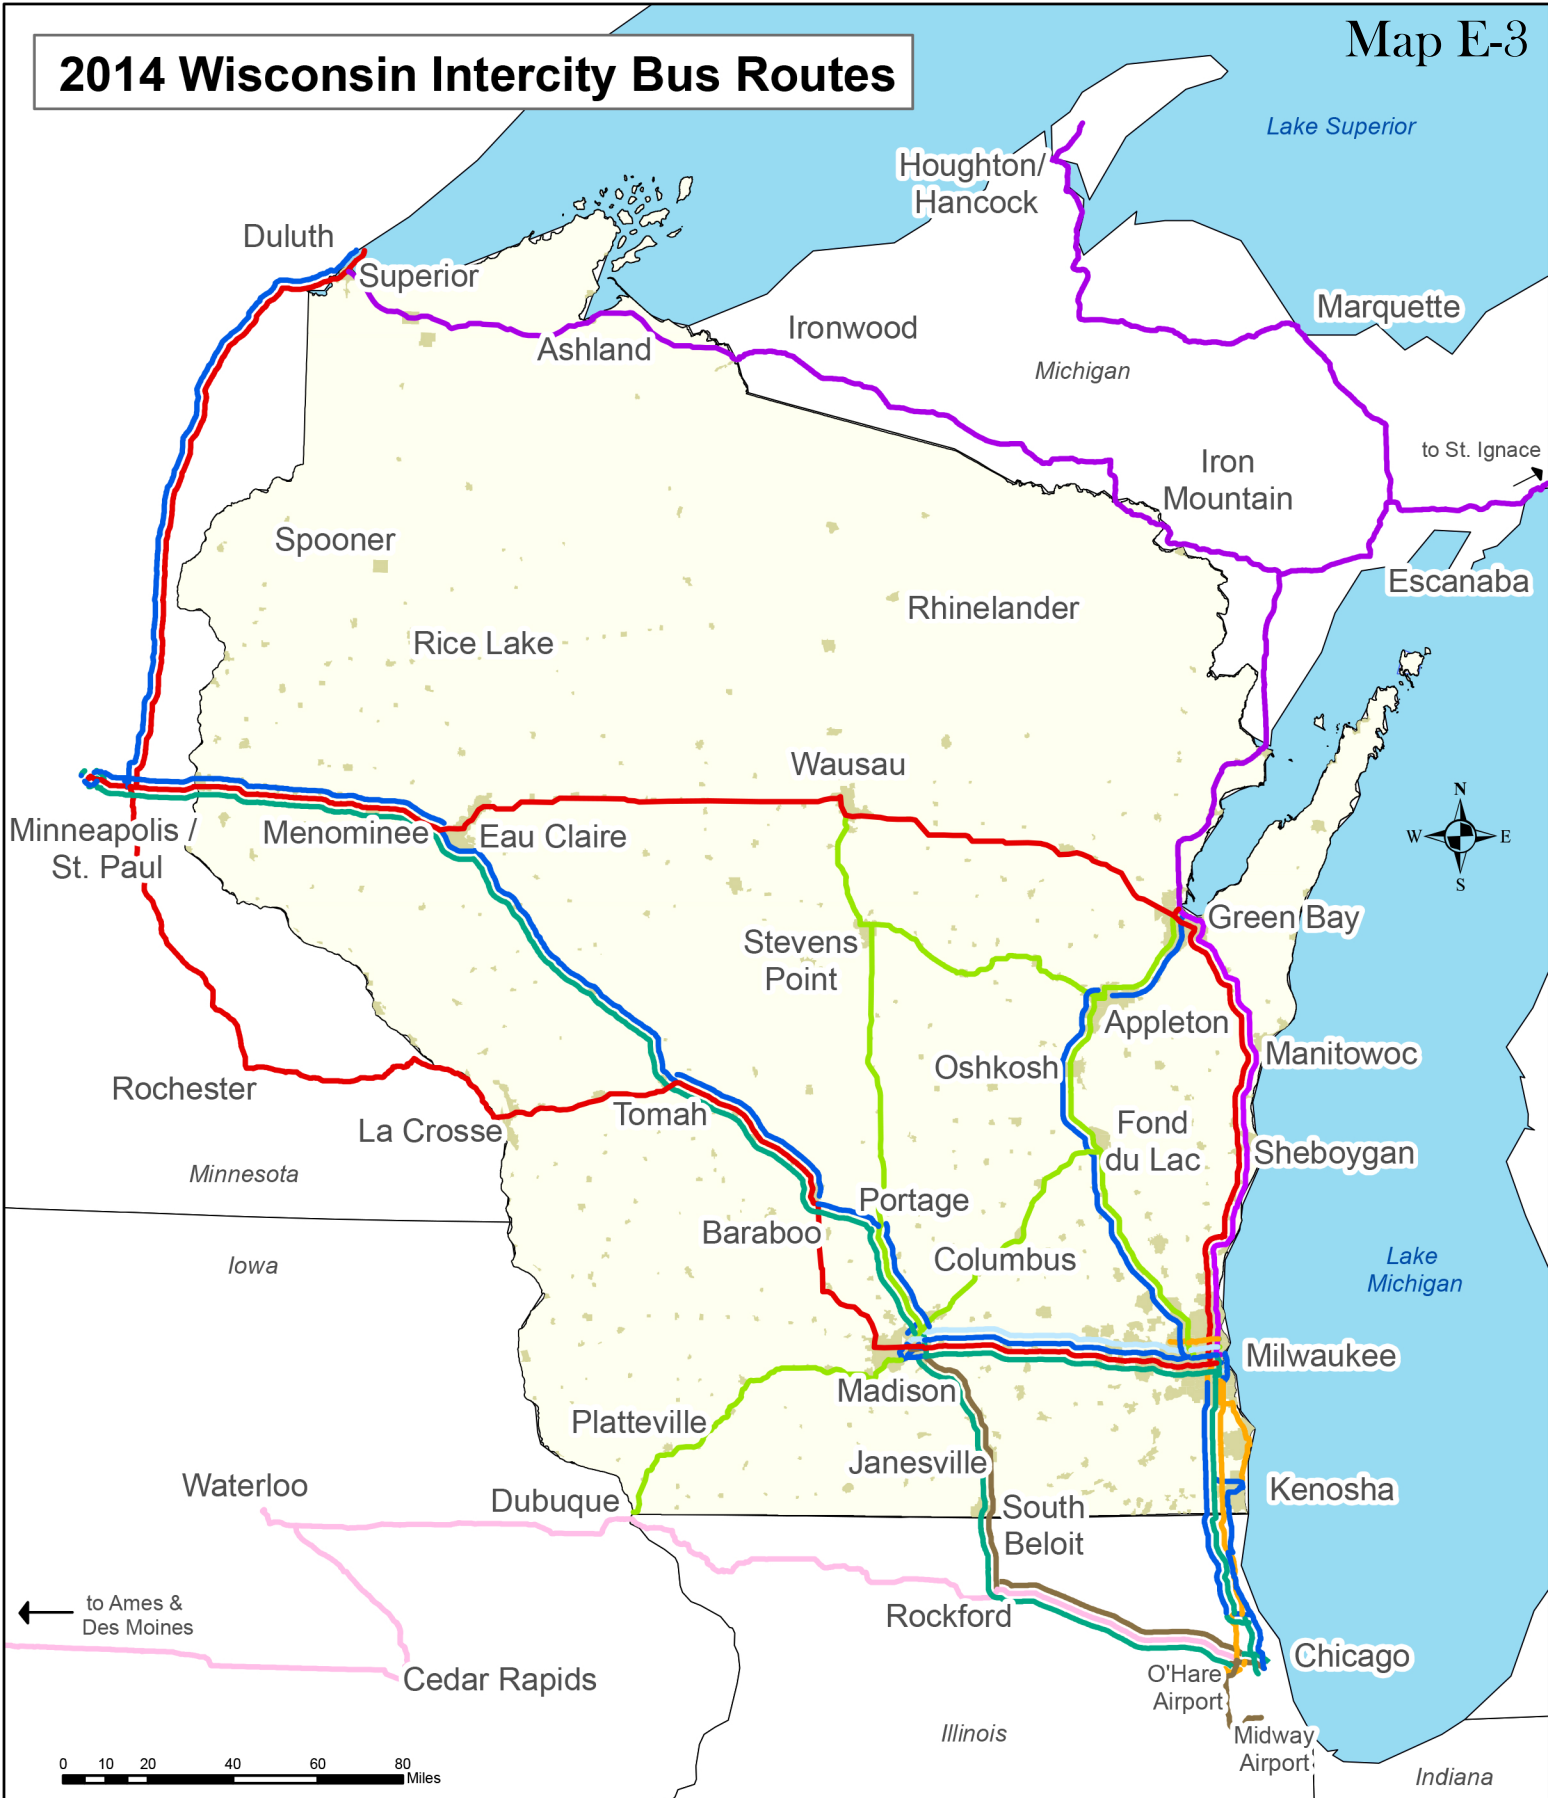 Map E-3
2014 Wisconsin Intercity Bus Routes
Lake Superior
Houghton/
Hancock
Duluth
Superior
Marquette
Ironwood
Ashland
Michigan
to St. Ignace
Iron
Mountain
Spooner
Escanaba
Rhinelander
Rice Lake
Wausau
N
W
E
S
Minneapolis /
St. Paul
Menominee
Eau Claire
Green Bay
Stevens
Point
Appleton
Manitowoc
Oshkosh
Rochester
Tomah
La Crosse
Fond
du Lac
Sheboygan
Minnesota
Portage
Baraboo
Columbus
Iowa
Lake
Michigan
Milwaukee
Madison
Platteville
Janesville
Waterloo
Kenosha
Dubuque
South
Beloit
to Ames &
Des Moines
Rockford
Chicago
Cedar Rapids
O'Hare
Airport
Illinois
Midway
Airport
0 10 20 40 60 80
Miles
Indiana